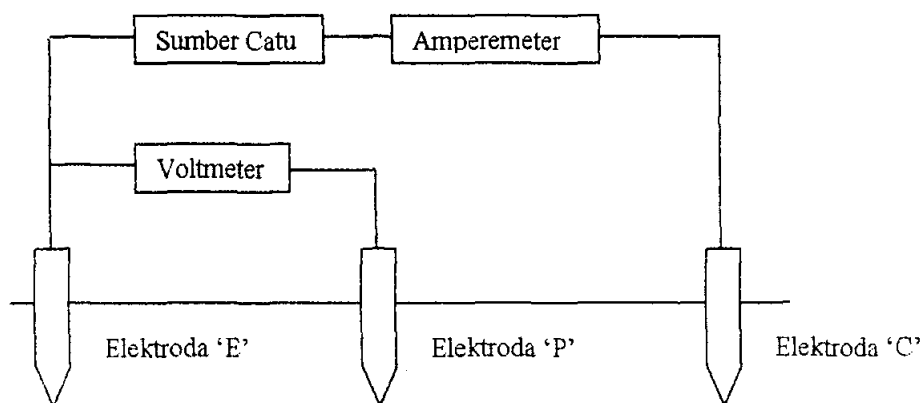 Sumber Catu
Amperemeter
Voltmeter
Elektroda ‘E’
Elektroda ‘P’
Elektroda ‘C’